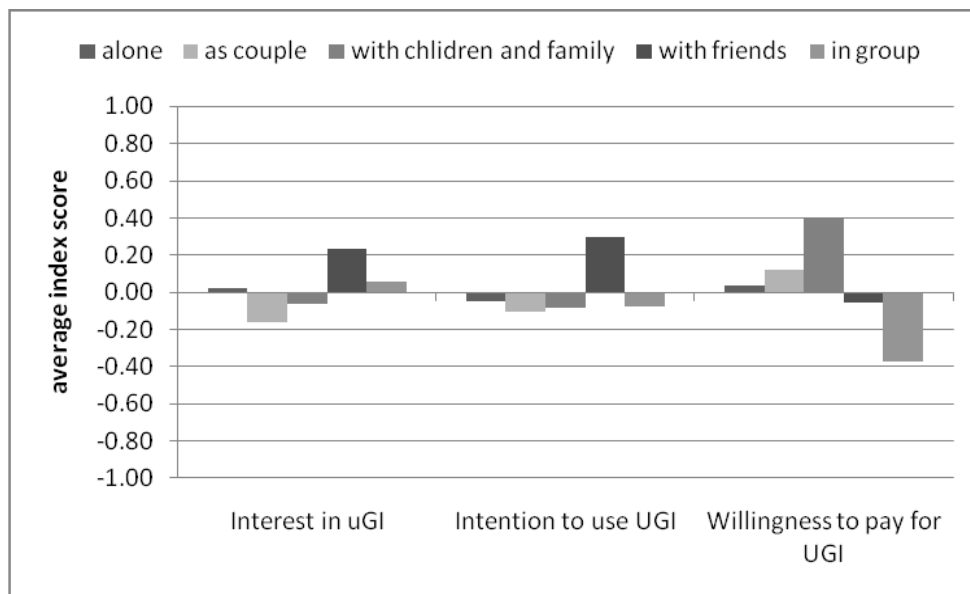 alone as couple with chlidren and family with friends in group
1.00
0.80
0.60
0.40
0.20
0.00
-0.20
-0.40
-0.60
-0.80
-1.00
average index score
Interest in uGI
Intention to use UGI
Willingness to pay for
UGI